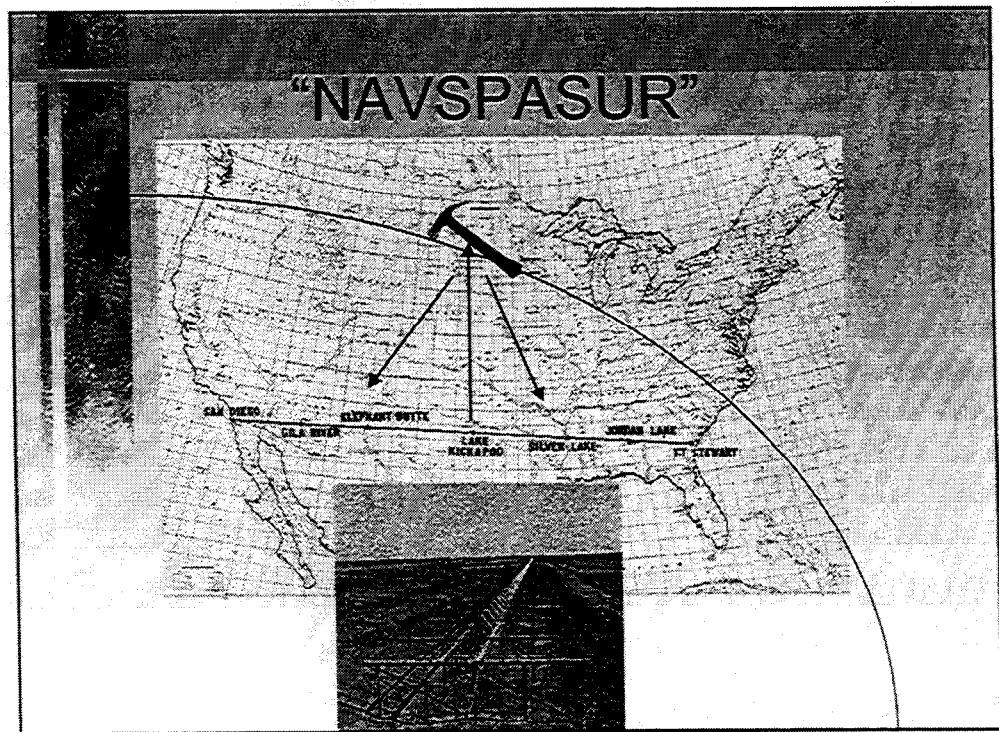 “NAVSPASUR”
SAN DIEGO
GILA RIVER
ELEPHANT BUTTE
LAKE
KICKAPOO
SILVER LAKE
JORDAN LAKE
FT STEWART